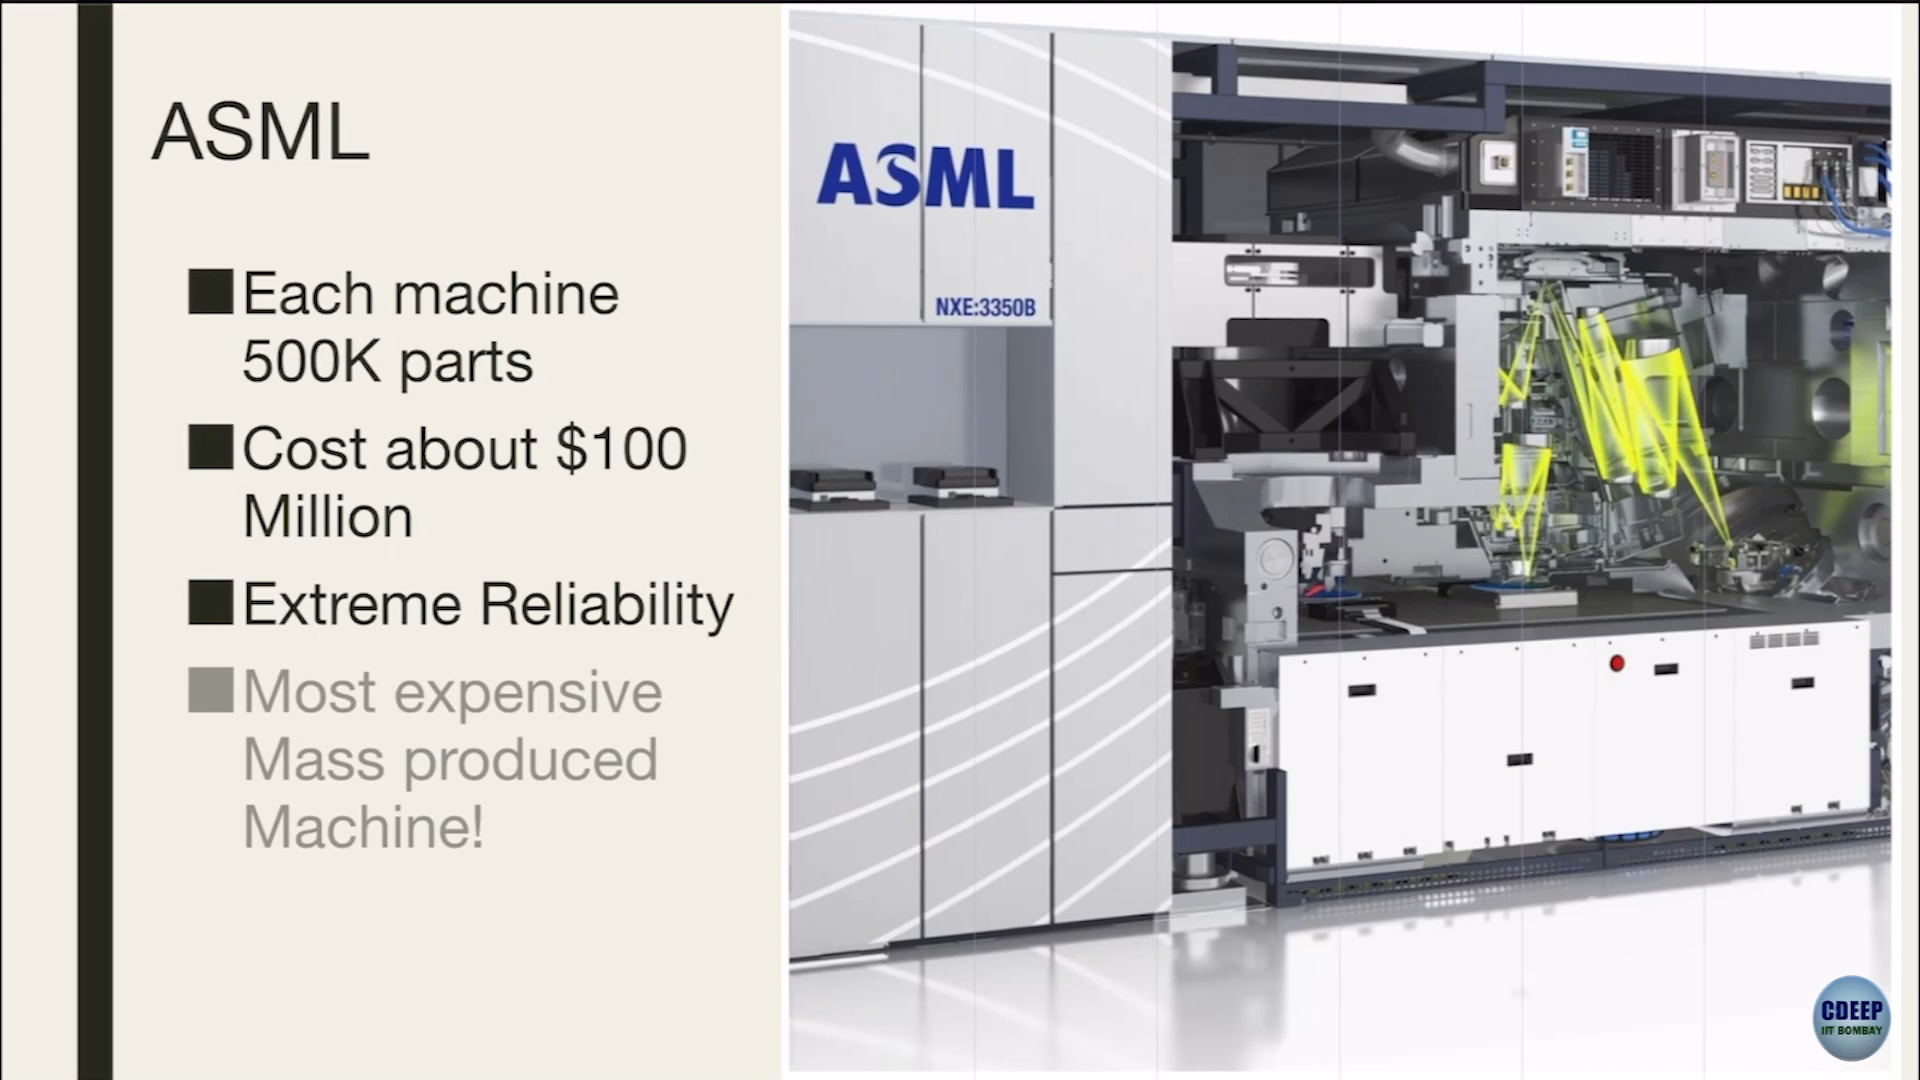 ASML
Each machine
500K parts
Cost about $100
Million
Extreme Reliability
Most expensive
Mass produced
Machine!
ASML
NXE:3350B
CDEEP
IIT BOMBAY